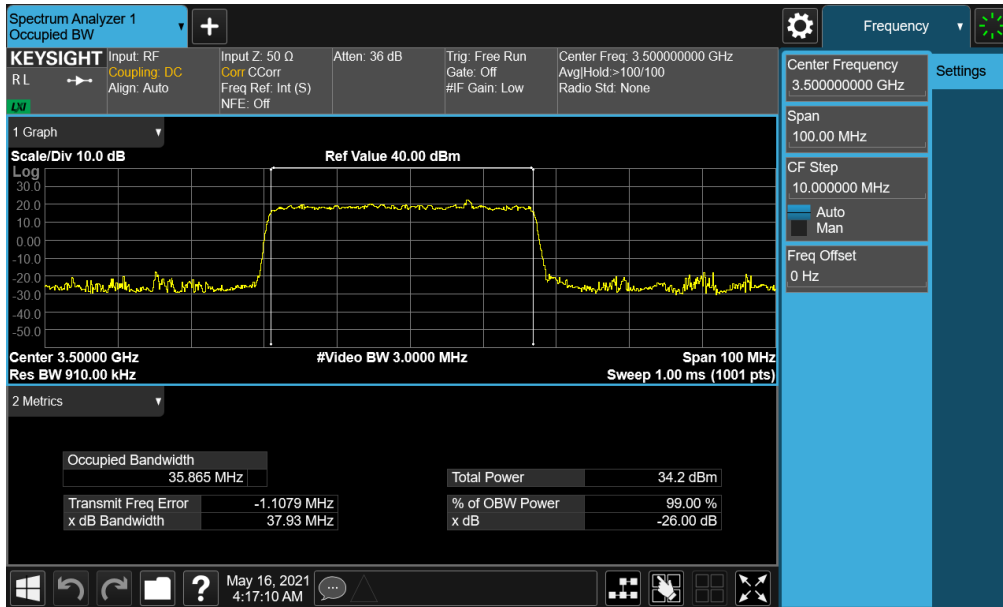 Spectrum Analyzer 1
Occupied BW
+
Frequency
KEYSIGHT
R L
LXI
Input: RF
Coupling: DC
Align: Auto
Input Z: 50 Ω
Corr CCorr
Freq Ref: Int (S)
NFE: Off
Atten: 36 dB
Trig: Free Run
Gate: Off
#IF Gain: Low
Center Freq: 3.500000000 GHz
Avg|Hold:>100/100
Radio Std: None
Center Frequency
3.500000000 GHz
Settings
Span
100.00 MHz
CF Step
10.000000 MHz
Auto
Man
Freq Offset
0 Hz
1 Graph
Scale/Div 10.0 dB
Ref Value 40.00 dBm
Log
30.0
20.0
10.0
0.00
-10.0
-20.0
-30.0
-40.0
-50.0
Center 3.50000 GHz
#Video BW 3.0000 MHz
Span 100 MHz
Res BW 910.00 kHz
Sweep 1.00 ms (1001 pts)
2 Metrics
Occupied Bandwidth
35.865 MHz
Total Power 34.2 dBm
Transmit Freq Error -1.1079 MHz
% of OBW Power 99.00 %
x dB Bandwidth 37.93 MHz
x dB -26.00 dB
?
May 16, 2021
4:17:10 AM